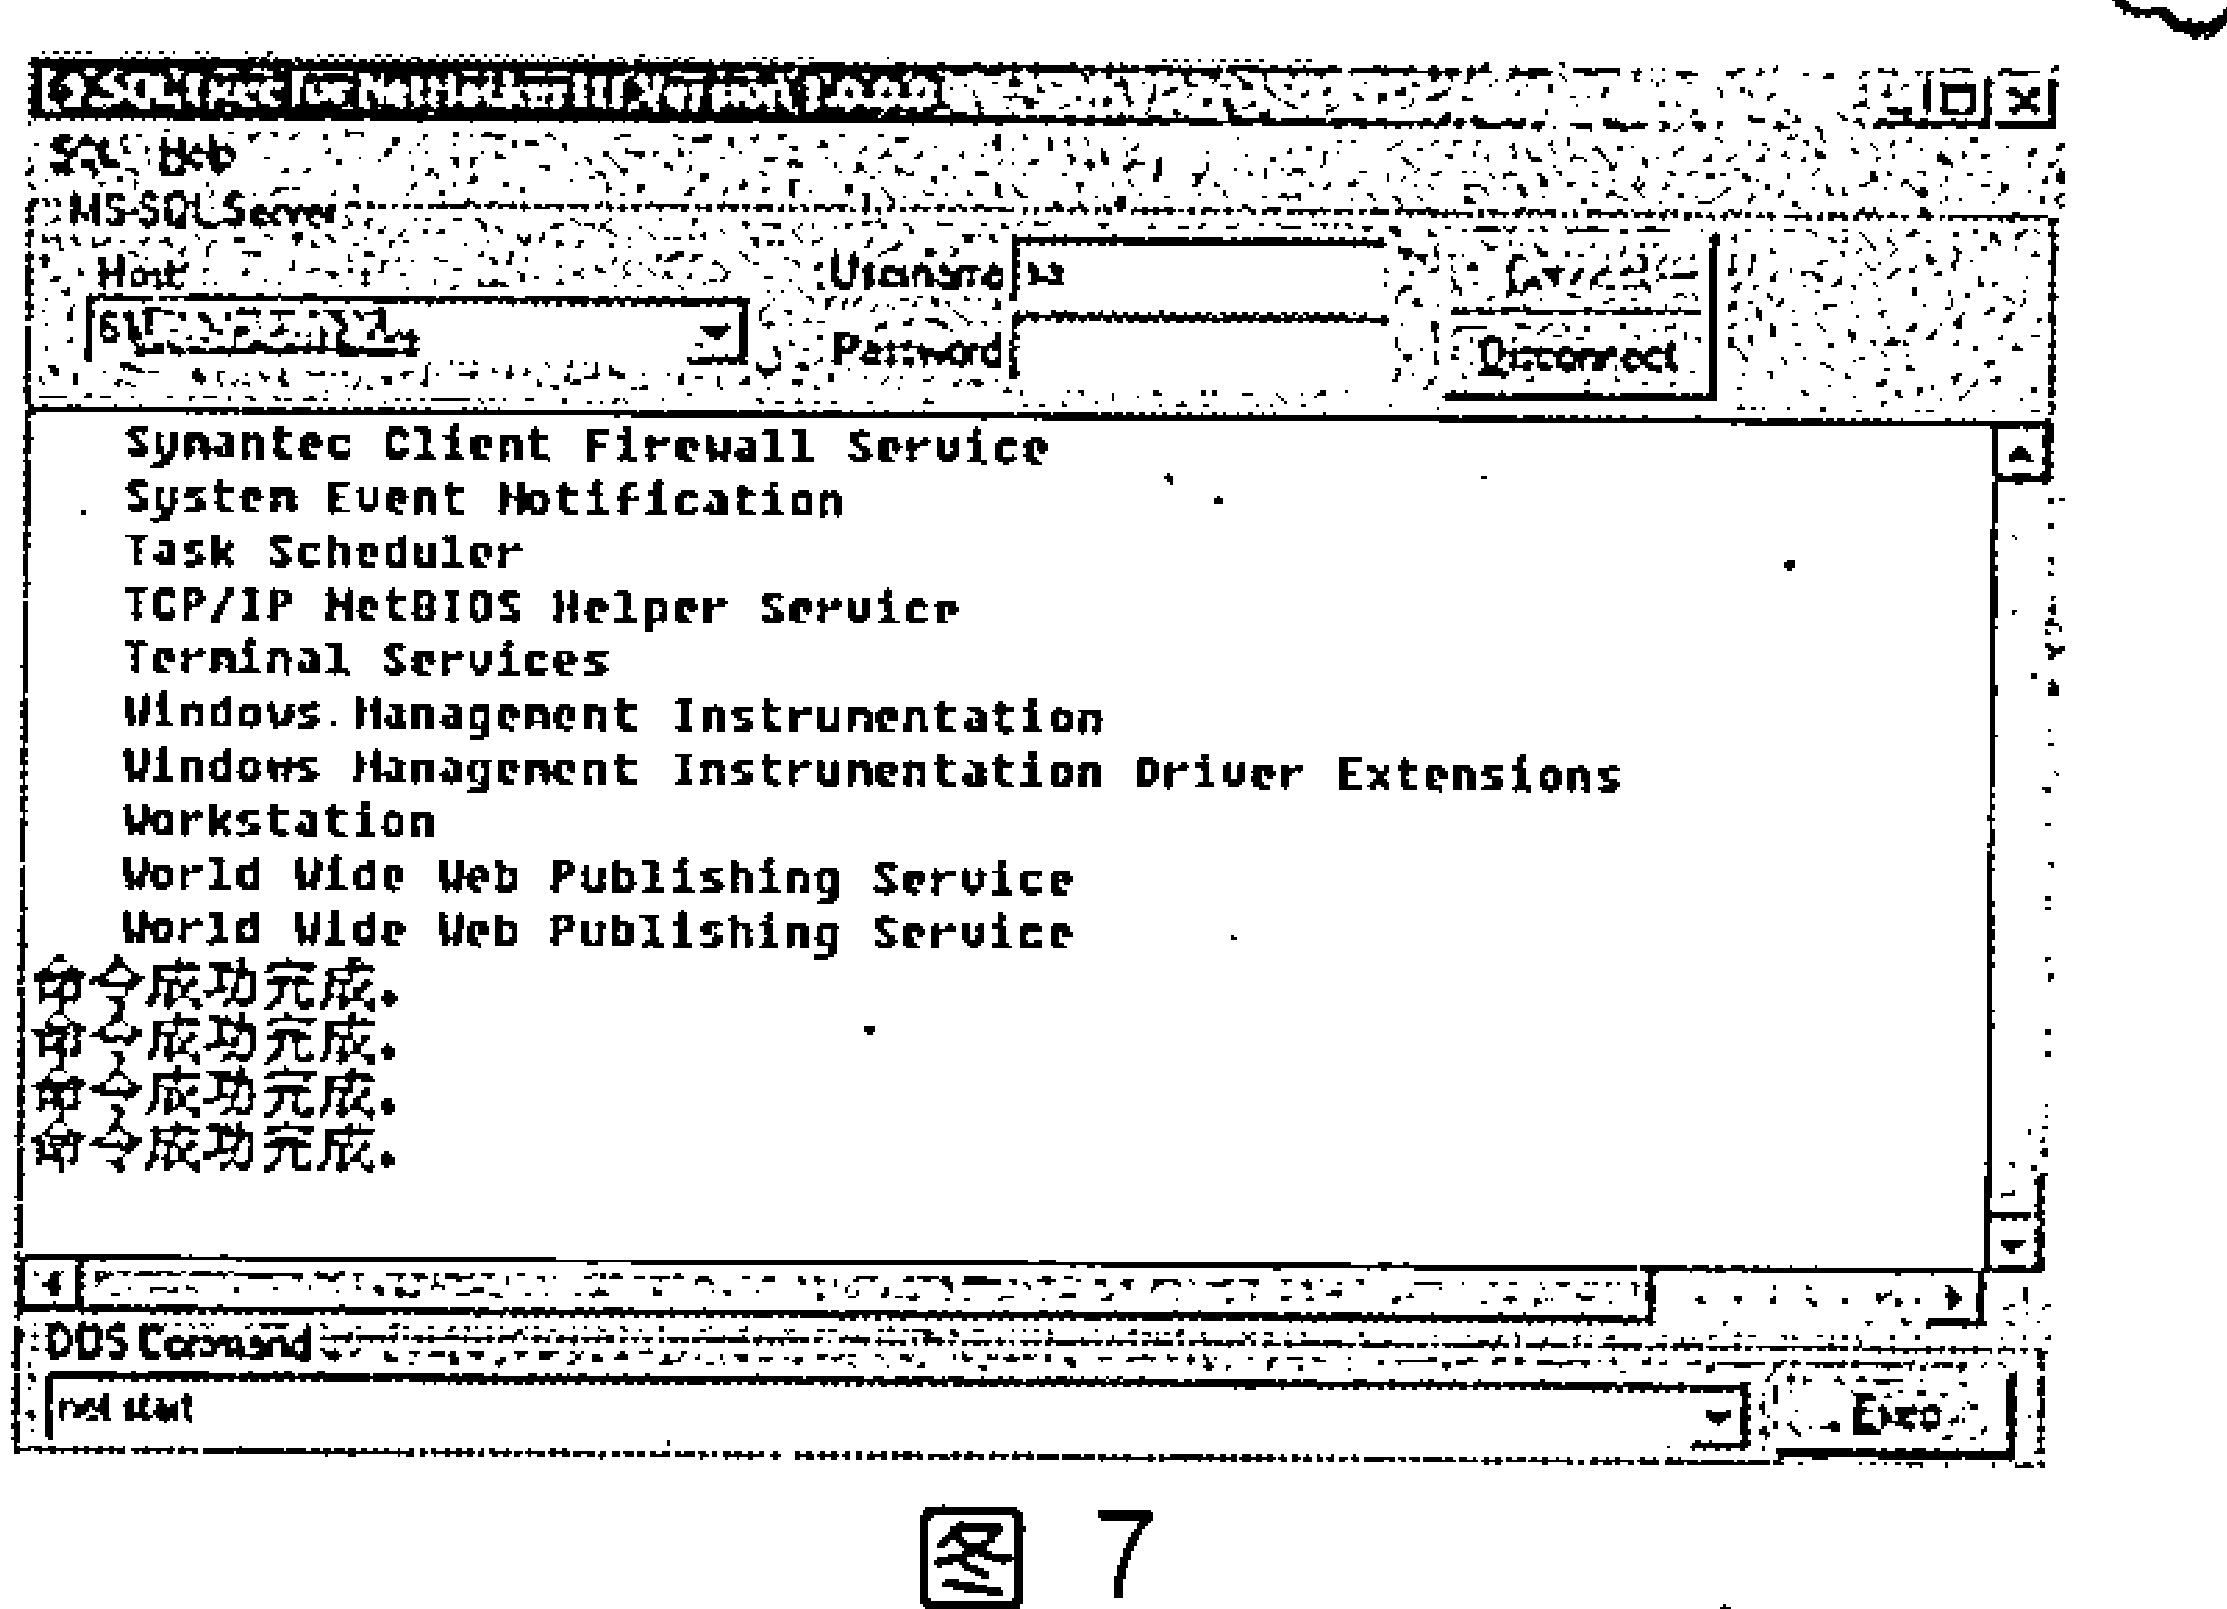 SQL Help
MS-SQL Server
Host
Username sa
Password
Disconnect
Symantec Client Firewall Service
System Event Notification
Task Scheduler
TCP/IP NetBIOS Helper Service
Terminal Services
Windows Management Instrumentation
Windows Management Instrumentation Driver Extensions
Workstation
World Wide Web Publishing Service
World Wide Web Publishing Service
命令成功完成.
命令成功完成.
命令成功完成.
命令成功完成.
DOS Command
net start
图 7